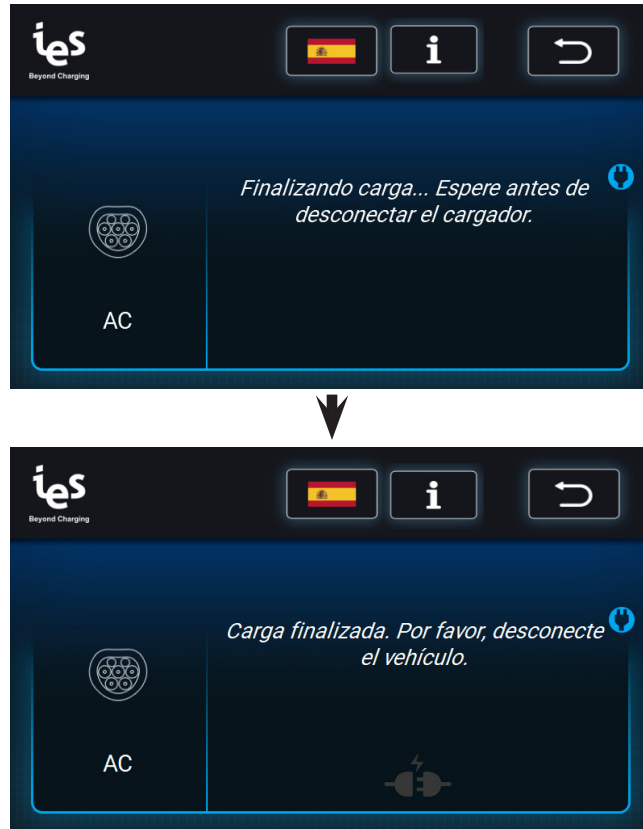 ies
Beyond Charging
i
Finalizando carga... Espere antes de
desconectar el cargador.
AC
ies
Beyond Charging
i
Carga finalizada. Por favor, desconecte
el vehículo.
AC